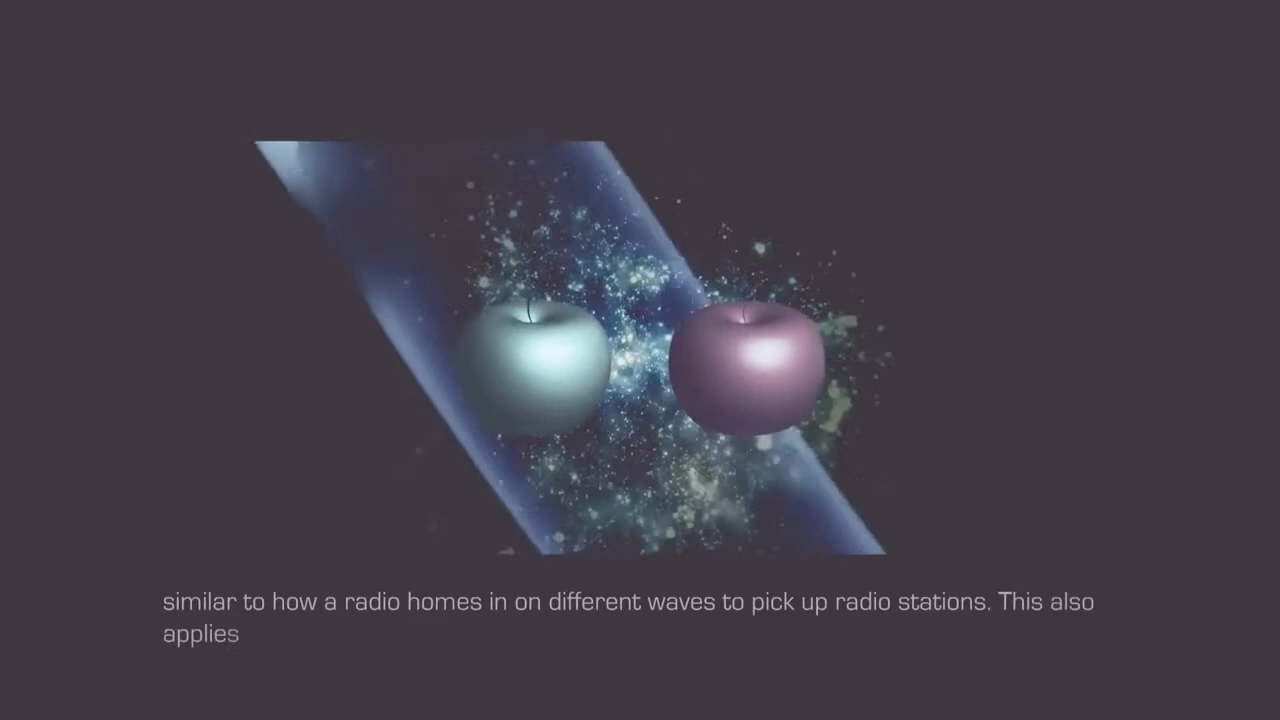 similar to how a radio homes in on different waves to pick up radio stations. This also
applies